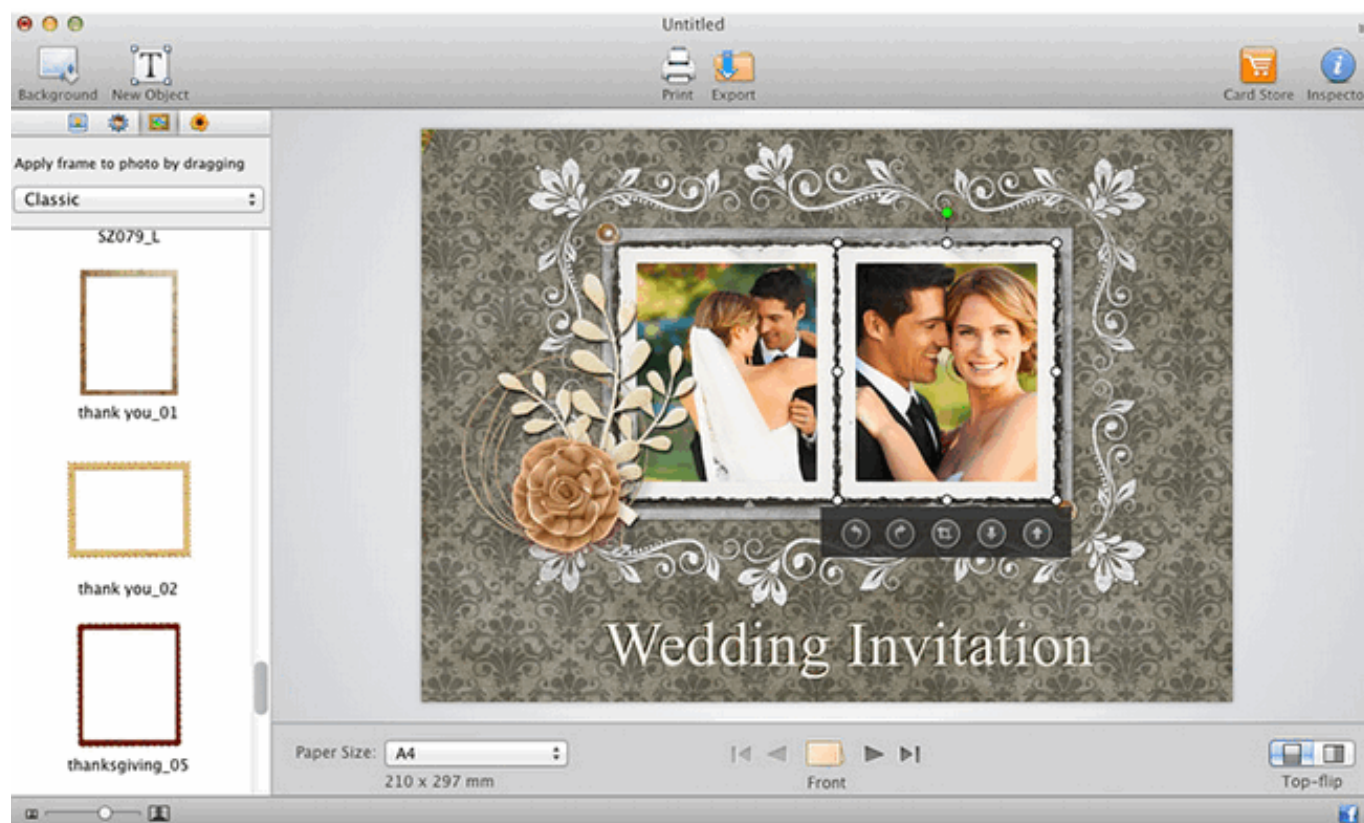 Untitled
Background New Object Print Export Card Store Inspecto
Apply frame to photo by dragging
Classic
SZ079_L
thank you_01
thank you_02
thanksgiving_05
Wedding Invitation
Paper Size: A4
210 x 297 mm
Front
Top-flip